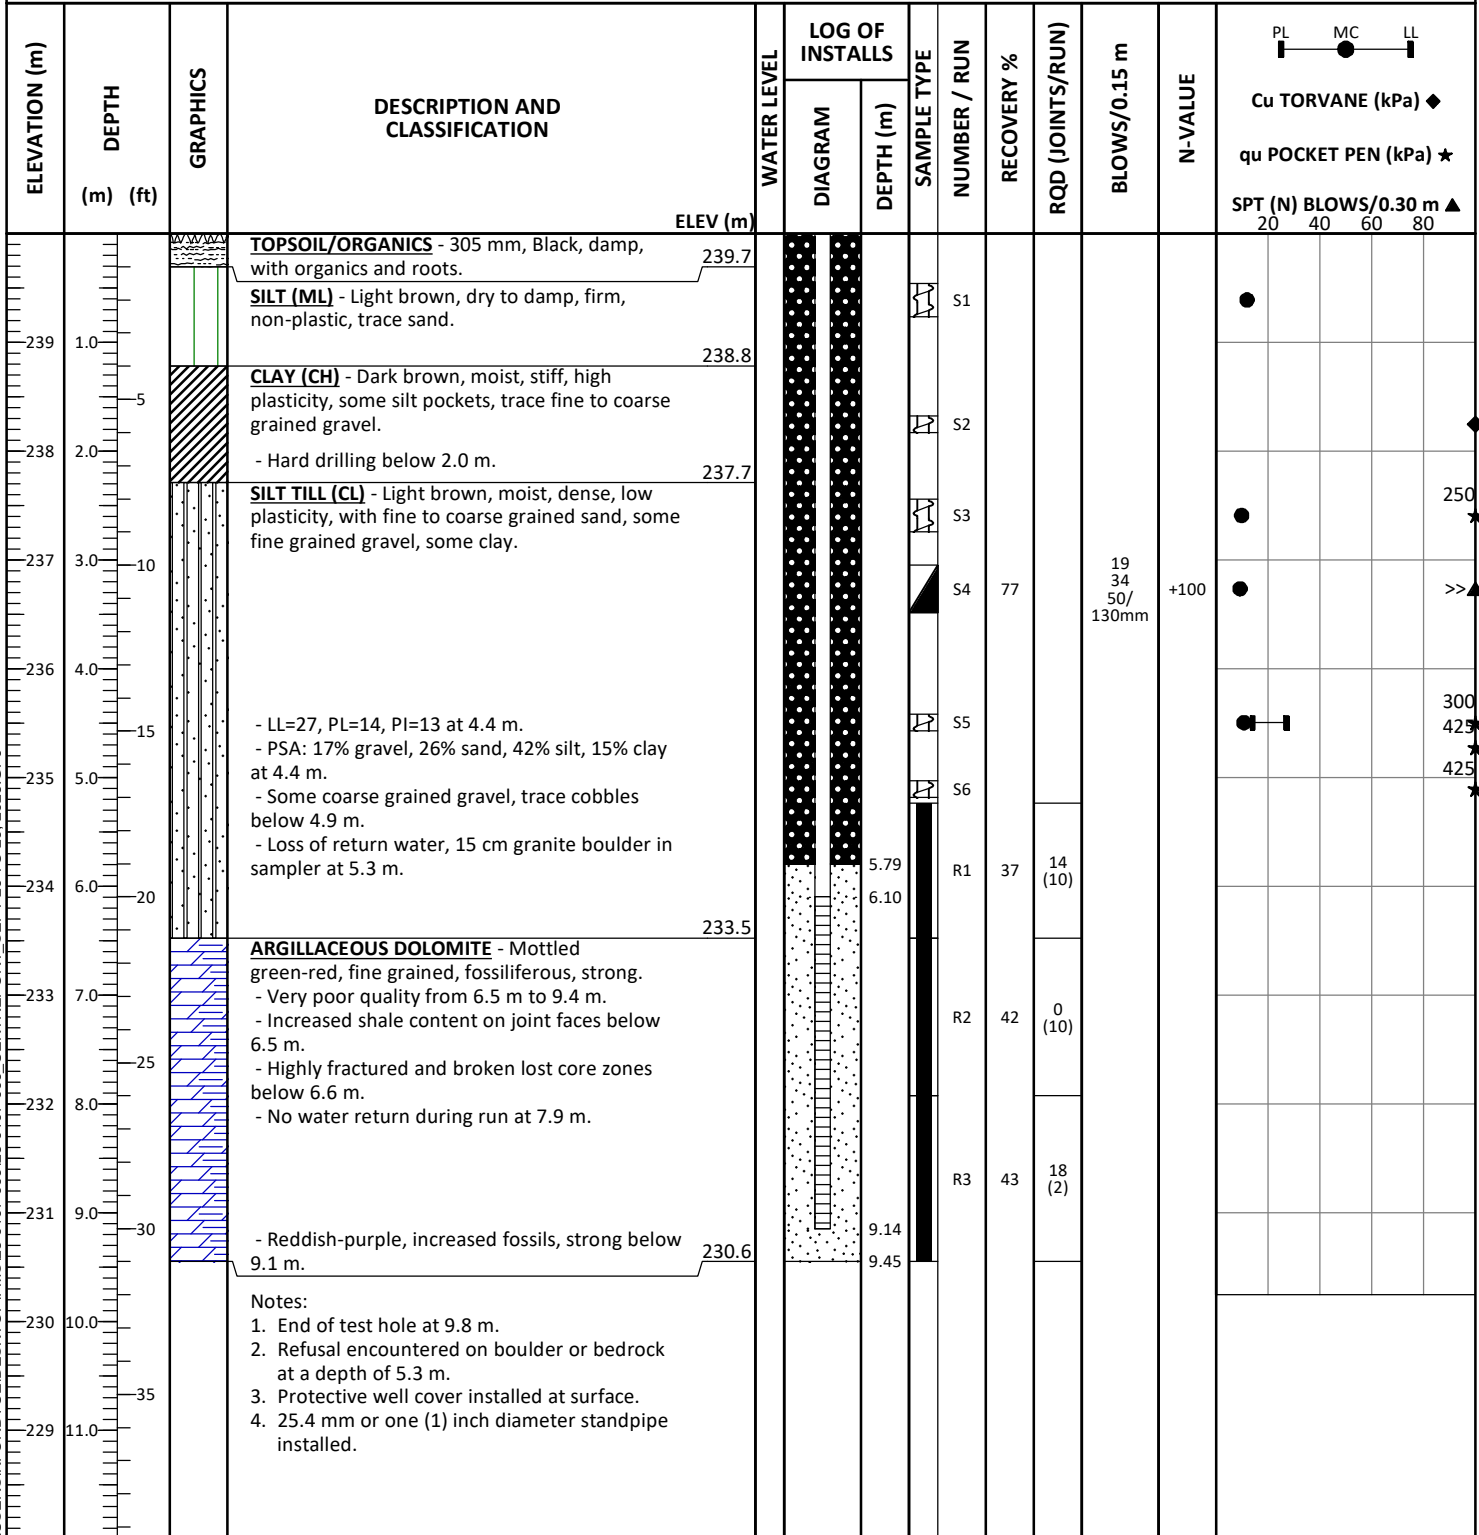 ELEVATION (m)
DEPTH
(m) (ft)
GRAPHICS
DESCRIPTION AND
CLASSIFICATION
ELEV (m)
WATER LEVEL
LOG OF
INSTALLS
DIAGRAM
DEPTH (m)
SAMPLE TYPE
NUMBER / RUN
RECOVERY %
RQD (JOINTS/RUN)
BLOWS/0.15 m
N-VALUE
PL MC LL
Cu TORVANE (kPa) ◆
qu POCKET PEN (kPa) ★
SPT (N) BLOWS/0.30 m ▲
20 40 60 80
TOPSOIL/ORGANICS - 305 mm, Black, damp,
with organics and roots.
239.7
SILT (ML) - Light brown, dry to damp, firm,
non-plastic, trace sand.
S1
239 1.0
238.8
CLAY (CH) - Dark brown, moist, stiff, high
plasticity, some silt pockets, trace fine to coarse
grained gravel.
5
S2
238 2.0
- Hard drilling below 2.0 m.
237.7
SILT TILL (CL) - Light brown, moist, dense, low
plasticity, with fine to coarse grained sand, some
fine grained gravel, some clay.
S3
250
237 3.0
10
S4
77
19
34
50/
130mm
+100
>>
236 4.0
15
- LL=27, PL=14, PI=13 at 4.4 m.
- PSA: 17% gravel, 26% sand, 42% silt, 15% clay
at 4.4 m.
- Some coarse grained gravel, trace cobbles
below 4.9 m.
- Loss of return water, 15 cm granite boulder in
sampler at 5.3 m.
S5
300
425
235 5.0
S6
425
5.79
R1
37
14
(10)
234 6.0
20
6.10
233.5
ARGILLACEOUS DOLOMITE - Mottled
green-red, fine grained, fossiliferous, strong.
- Very poor quality from 6.5 m to 9.4 m.
- Increased shale content on joint faces below
6.5 m.
- Highly fractured and broken lost core zones
below 6.6 m.
- No water return during run at 7.9 m.
233 7.0
R2
42
0
(10)
25
232 8.0
R3
43
18
(2)
231 9.0
30
9.14
- Reddish-purple, increased fossils, strong below
9.1 m.
230.6
9.45
Notes:
1. End of test hole at 9.8 m.
2. Refusal encountered on boulder or bedrock
at a depth of 5.3 m.
3. Protective well cover installed at surface.
4. 25.4 mm or one (1) inch diameter standpipe
installed.
230 10.0
35
229 11.0